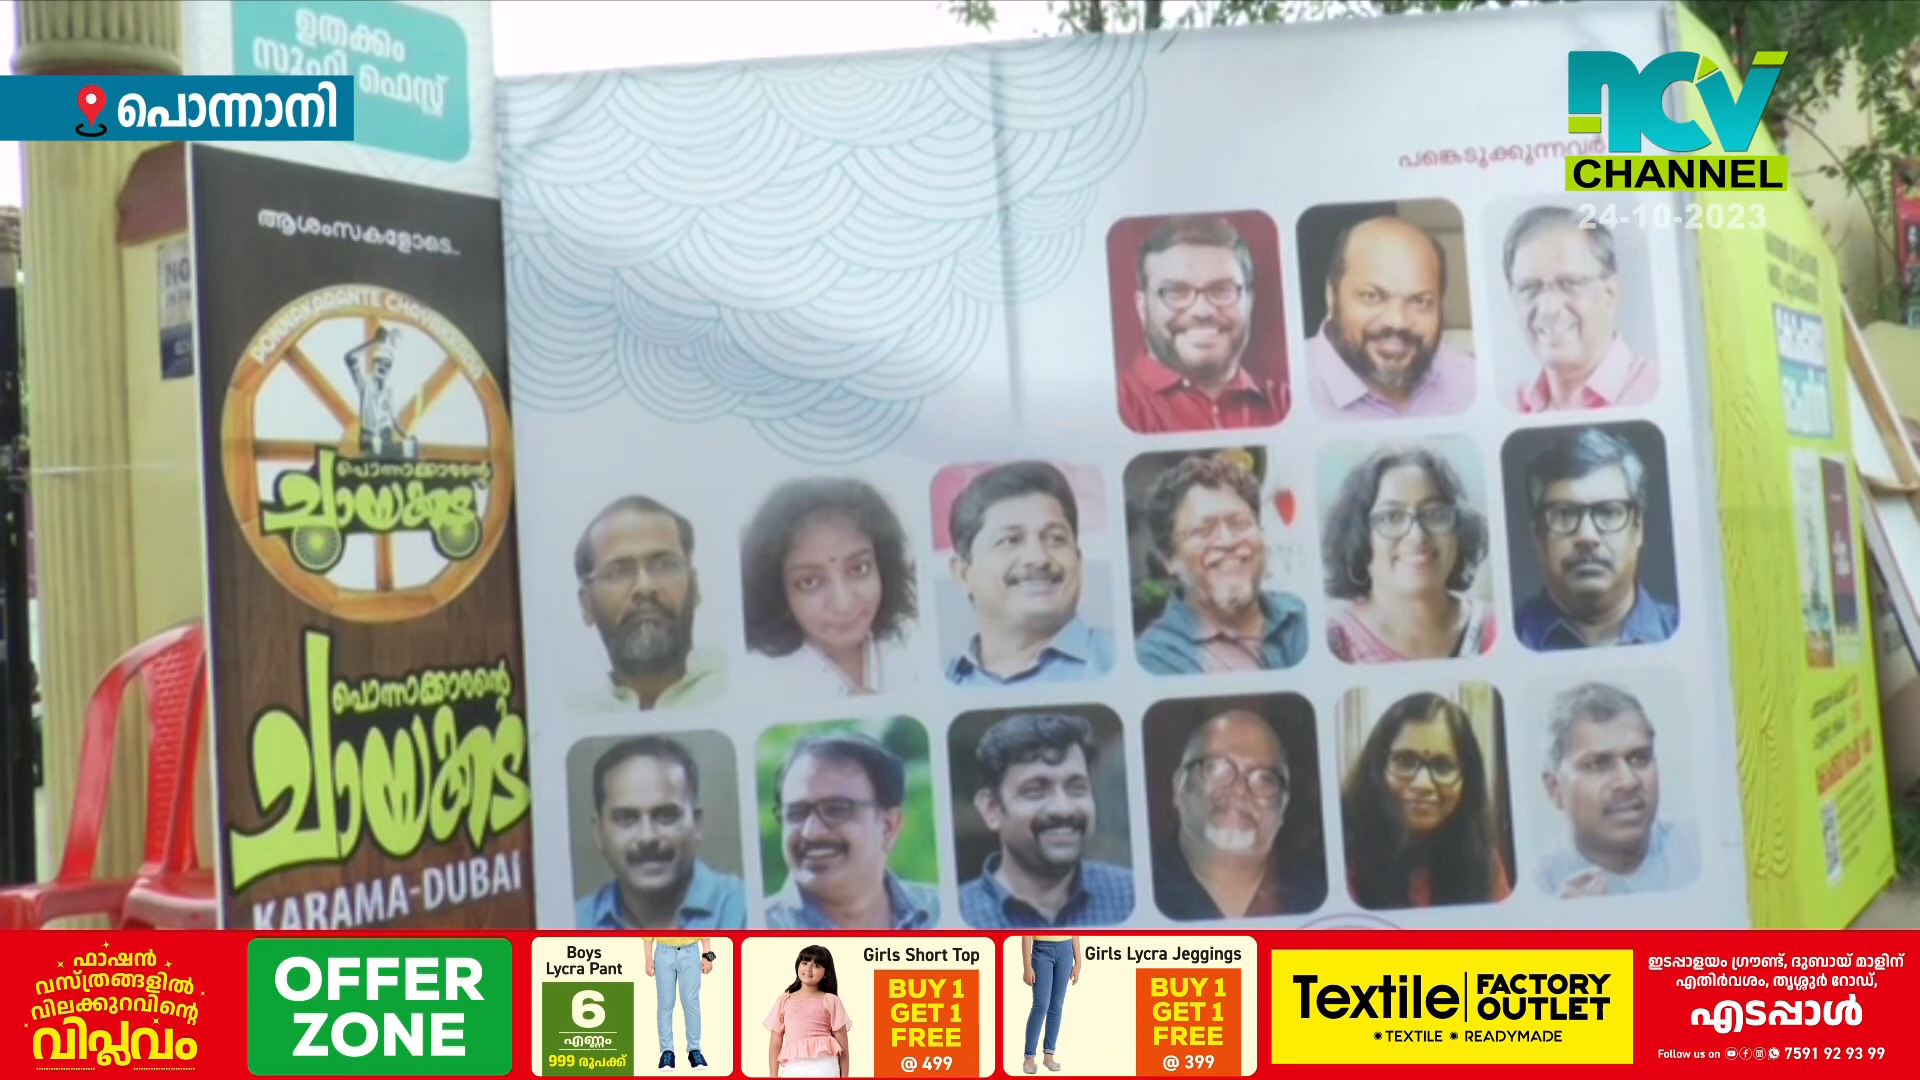 ഉതക്കം
സൂഫി ഫെസ്റ്റ്
പൊന്നാനി
ncv
CHANNEL
24-10-2023
പങ്കെടുക്കുന്നവർ
ആശംസകളോടെ..
പൊന്നാക്കാരന്റെ
ചായക്കട
പൊന്നാക്കാരന്റെ
ചായക്കട
KARAMA-DUBAI
ഫാഷൻ
വസ്ത്രങ്ങളിൽ
വിലക്കുറവിന്റെ
വിപ്ലവം
OFFER
ZONE
Boys
Lycra Pant
6
എണ്ണം
999 രൂപക്ക്
Girls Short Top
BUY 1
GET 1
FREE
@ 499
Girls Lycra Jeggings
BUY 1
GET 1
FREE
@ 399
Textile FACTORY
OUTLET
• TEXTILE • READYMADE
ഇടപ്പാളയം ഗ്രൗണ്ട്, ദുബായ് മാളിന്
എതിർവശം, തൃശ്ശൂർ റോഡ്,
എടപ്പാൾ
Follow us on 7591 92 93 99